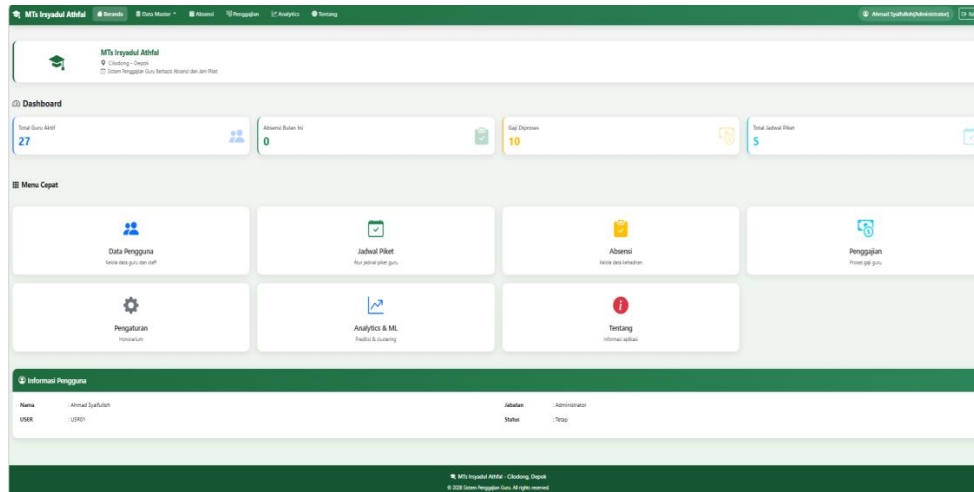 MTs Irsyadul Athfal Beranda Data Master Absensi Penggajian Analytics Tentang Ahmad Syaifulloh(Administrator)
MTs Irsyadul Athfal
Cilodong - Depok
Sistem Penggajian Guru Berbasis Absensi dan Jam Piket
Dashboard
Total Guru Aktif
27
Absensi Bulan Ini
0
Gaji Diproses
10
Total Jadwal Piket
5
Menu Cepat
Data Pengguna
Kelola data guru dan staff
Jadwal Piket
Atur jadwal piket guru
Absensi
Kelola data kehadiran
Penggajian
Proses gaji guru
Pengaturan
Honorarium
Analytics & ML
Prediksi & clustering
Tentang
Informasi aplikasi
Informasi Pengguna
Nama : Ahmad Syaifulloh Jabatan : Administrator
USER : USR01 Status : Tetap
MTs Irsyadul Athfal - Cilodong, Depok
Sistem Penggajian Guru. All rights reserved.